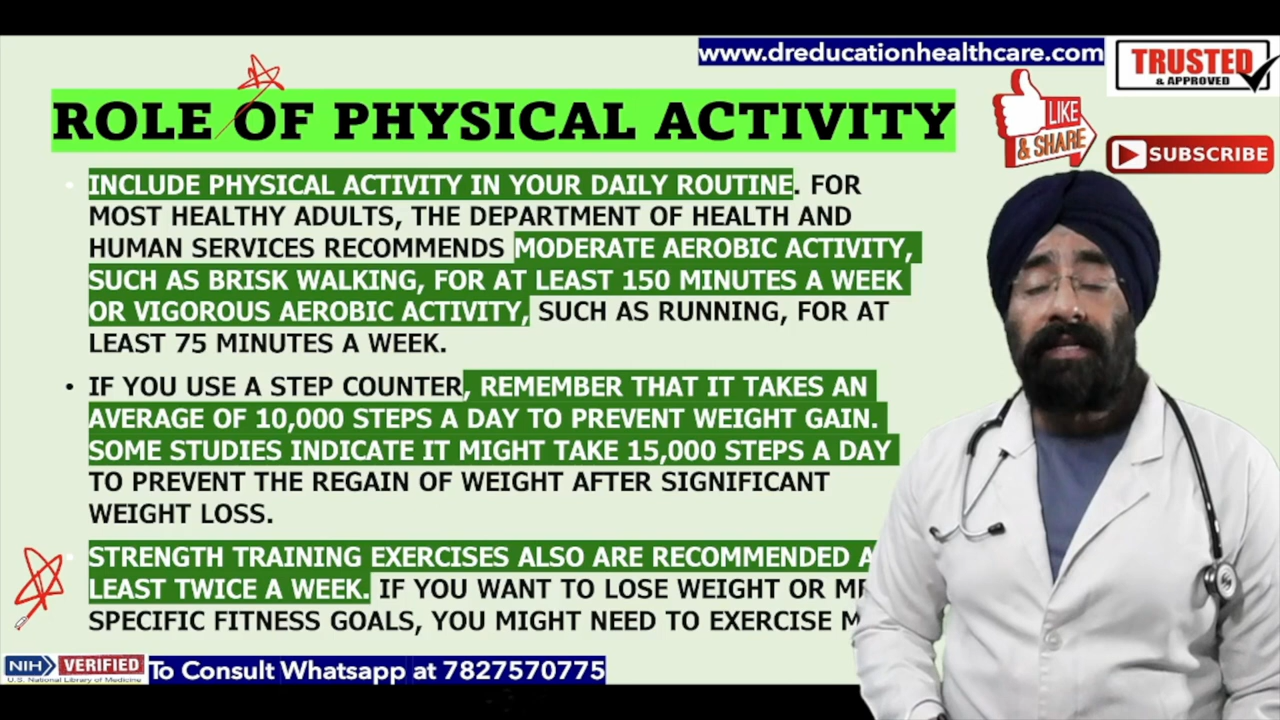 www.dreducationhealthcare.com
TRUSTED
& APPROVED
ROLE OF PHYSICAL ACTIVITY
LIKE
& SHARE
SUBSCRIBE
• INCLUDE PHYSICAL ACTIVITY IN YOUR DAILY ROUTINE. FOR
MOST HEALTHY ADULTS, THE DEPARTMENT OF HEALTH AND
HUMAN SERVICES RECOMMENDS MODERATE AEROBIC ACTIVITY,
SUCH AS BRISK WALKING, FOR AT LEAST 150 MINUTES A WEEK
OR VIGOROUS AEROBIC ACTIVITY, SUCH AS RUNNING, FOR AT
LEAST 75 MINUTES A WEEK.
• IF YOU USE A STEP COUNTER, REMEMBER THAT IT TAKES AN
AVERAGE OF 10,000 STEPS A DAY TO PREVENT WEIGHT GAIN.
SOME STUDIES INDICATE IT MIGHT TAKE 15,000 STEPS A DAY
TO PREVENT THE REGAIN OF WEIGHT AFTER SIGNIFICANT
WEIGHT LOSS.
• STRENGTH TRAINING EXERCISES ALSO ARE RECOMMENDED
LEAST TWICE A WEEK. IF YOU WANT TO LOSE WEIGHT OR
SPECIFIC FITNESS GOALS, YOU MIGHT NEED TO EXERCISE
NIH VERIFIED
U.S. National Library of Medicine
To Consult Whatsapp at 7827570775